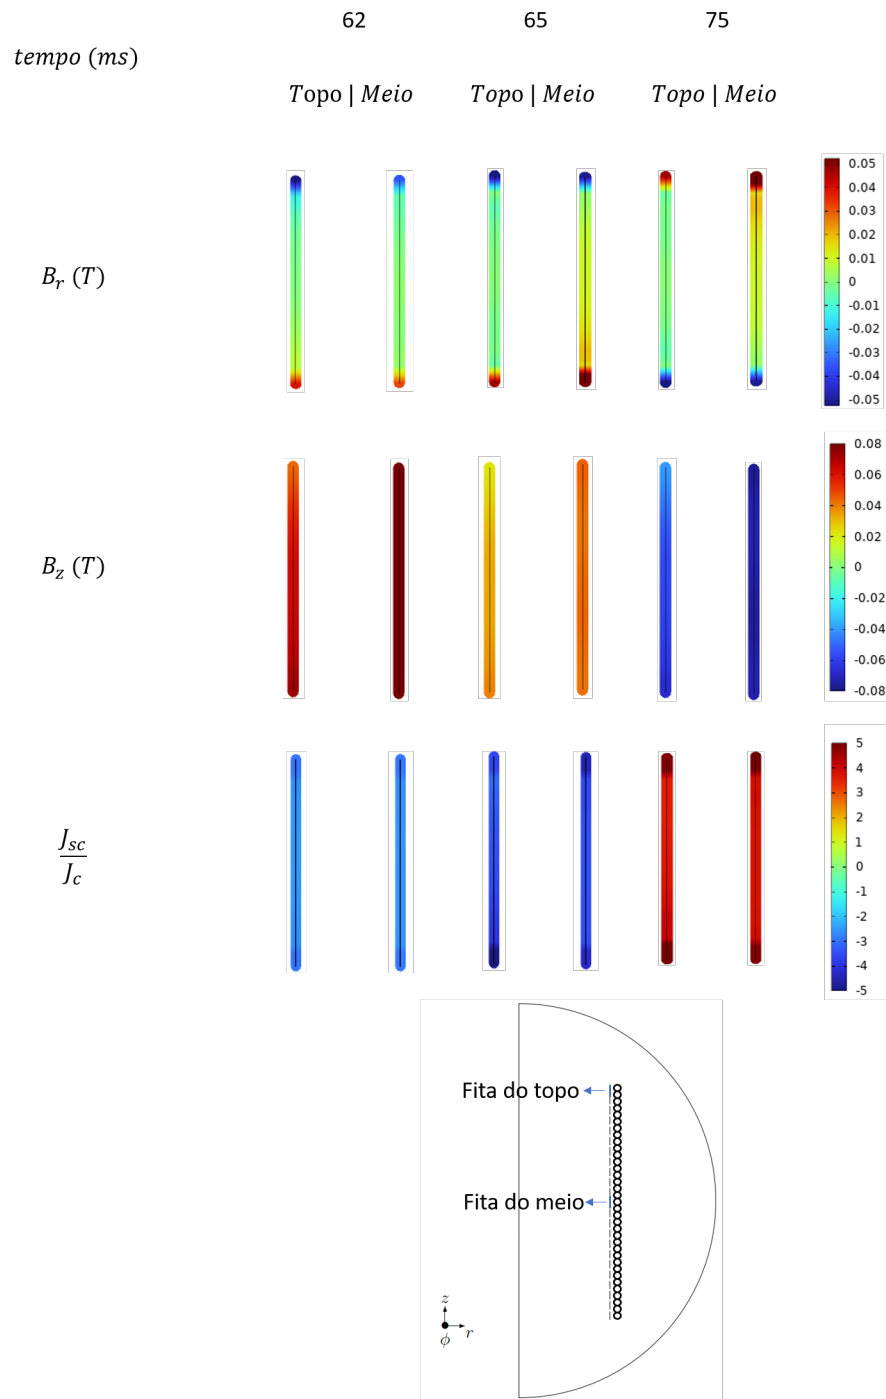 62 65 75
tempo (ms)
Topo | Meio Topo | Meio Topo | Meio
0.05
0.04
0.03
0.02
0.01
0
-0.01
-0.02
-0.03
-0.04
-0.05
B_r (T)
0.08
0.06
0.04
0.02
0
-0.02
-0.04
-0.06
-0.08
B_z (T)
5
4
3
2
1
0
-1
-2
-3
-4
-5
J_sc
J_c
Fita do topo
Fita do meio
z
ϕ r